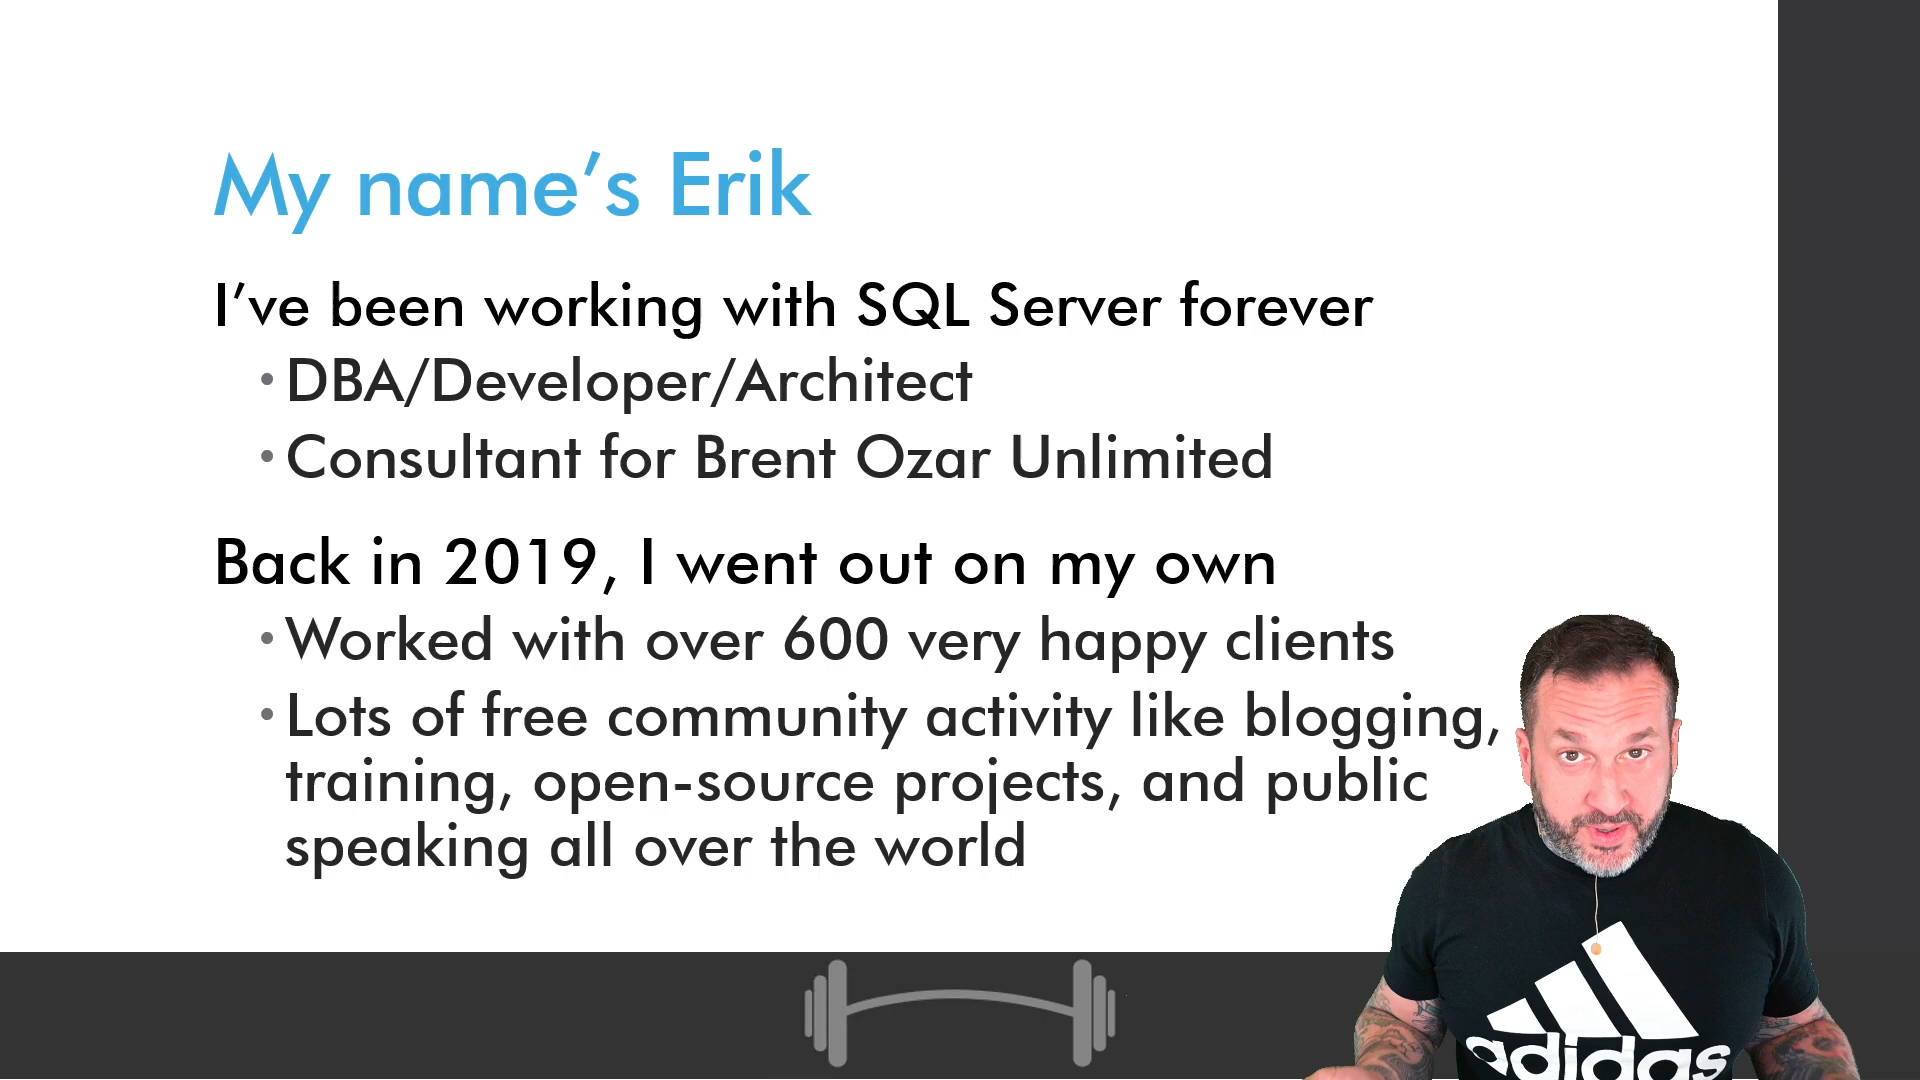 My name’s Erik
I’ve been working with SQL Server forever
• DBA/Developer/Architect
• Consultant for Brent Ozar Unlimited
Back in 2019, I went out on my own
• Worked with over 600 very happy clients
• Lots of free community activity like blogging,
training, open-source projects, and public
speaking all over the world
adidas